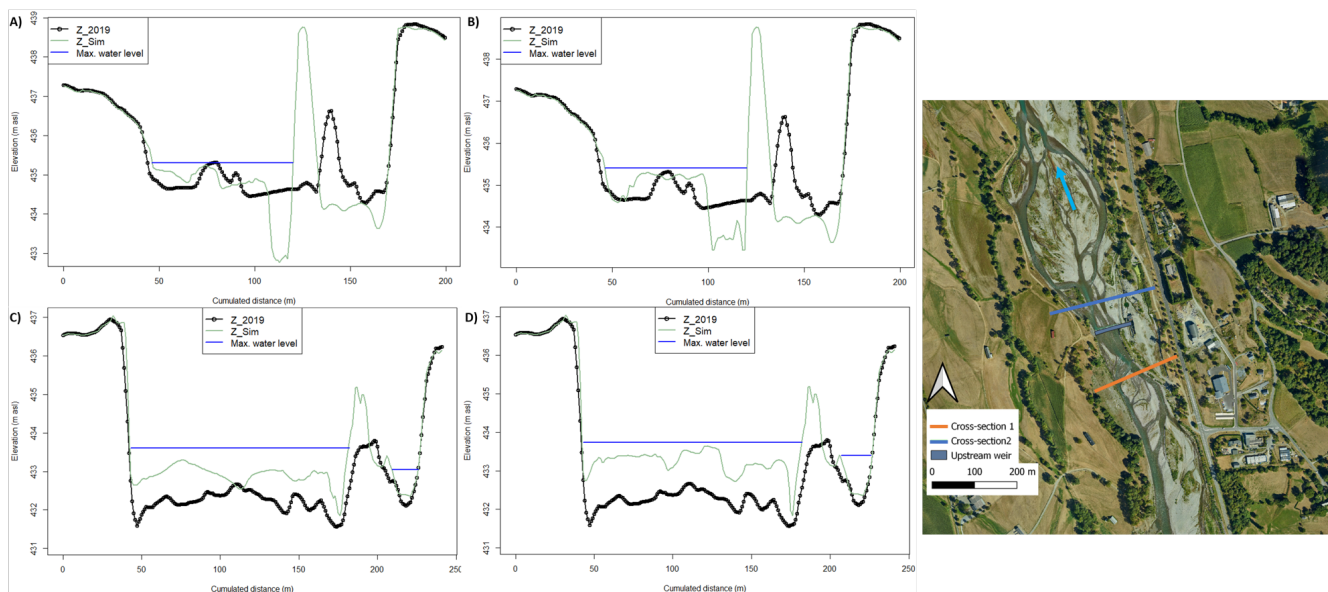 A)
439
438
437
436
435
434
433
Elevation (m asl)
Z_2019
Z_Sim
Max. water level
0
50
100
150
200
Cumulated distance (m)
B)
438
437
436
435
434
433
Elevation (m asl)
Z_2019
Z_Sim
Max. water level
0
50
100
150
200
Cumulated distance (m)
C)
437
436
435
434
433
432
431
Elevation (m asl)
Z_2019
Z_Sim
Max. water level
0
50
100
150
200
250
Cumulated distance (m)
D)
437
436
435
434
433
432
431
Elevation (m asl)
Z_2019
Z_Sim
Max. water level
0
50
100
150
200
250
Cumulated distance (m)
Cross-section 1
Cross-section2
Upstream weir
0 100 200 m